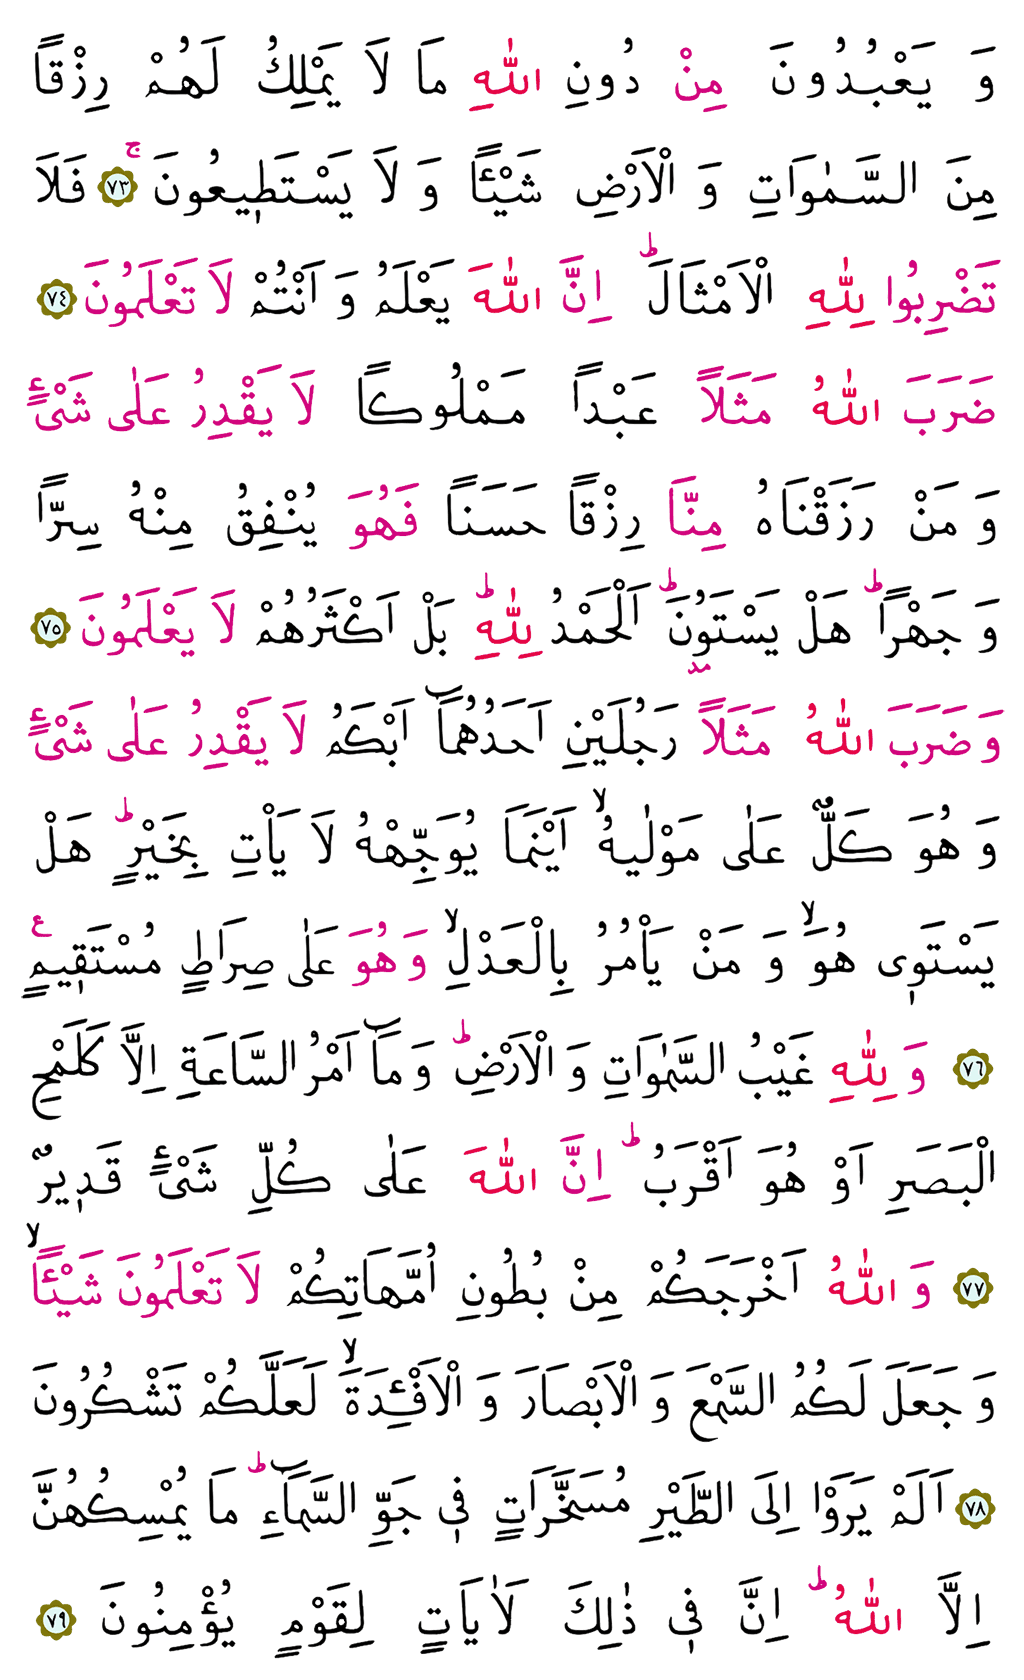 وَ يَعْبُدُونَ مِنْ دُونِ اللّٰهِ مَا لَا يَمْلِكُ لَهُمْ رِزْقًا
مِنَ السَّمٰوَاتِ وَ الْاَرْضِ شَيْـًٔا وَ لَا يَسْتَطٖيعُونَۚ ﴿٧٣﴾ فَلَا
تَضْرِبُوا لِلّٰهِ الْاَمْثَالَؕ اِنَّ اللّٰهَ يَعْلَمُ وَ اَنْتُمْ لَا تَعْلَمُونَ ﴿٧٤﴾
ضَرَبَ اللّٰهُ مَثَلًا عَبْدًا مَمْلُوكًا لَا يَقْدِرُ عَلٰى شَیْءٍ
وَ مَنْ رَزَقْنَاهُ مِنَّا رِزْقًا حَسَنًا فَهُوَ يُنْفِقُ مِنْهُ سِرًّا
وَ جَهْرًاؕ هَلْ يَسْتَوُ۫نَؕ اَلْحَمْدُ لِلّٰهِؕ بَلْ اَكْثَرُهُمْ لَا يَعْلَمُونَ ﴿٧٥﴾
وَ ضَرَبَ اللّٰهُ مَثَلًا رَجُلَيْنِ اَحَدُهُمَٓا اَبْكَمُ لَا يَقْدِرُ عَلٰى شَیْءٍ
وَ هُوَ كَلٌّ عَلٰى مَوْلٰيهُۙ اَيْنَمَا يُوَجِّهْهُ لَا يَاْتِ بِخَيْرٍؕ هَلْ
يَسْتَوٖى هُوَۙ وَ مَنْ يَاْمُرُ بِالْعَدْلِۙ وَ هُوَ عَلٰى صِرَاطٍ مُسْتَقٖيمٍ ع
﴿٧٦﴾ وَ لِلّٰهِ غَيْبُ السَّمٰوَاتِ وَ الْاَرْضِؕ وَ مَٓا اَمْرُ السَّاعَةِ اِلَّا كَلَمْحِ
الْبَصَرِ اَوْ هُوَ اَقْرَبُؕ اِنَّ اللّٰهَ عَلٰى كُلِّ شَیْءٍ قَدٖيرٌ
﴿٧٧﴾ وَ اللّٰهُ اَخْرَجَكُمْ مِنْ بُطُونِ اُمَّهَاتِكُمْ لَا تَعْلَمُونَ شَيْـًٔاۙ
وَ جَعَلَ لَكُمُ السَّمْعَ وَ الْاَبْصَارَ وَ الْاَفْـِٔدَةَۙ لَعَلَّكُمْ تَشْكُرُونَ
﴿٧٨﴾ اَلَمْ يَرَوْا اِلَى الطَّيْرِ مُسَخَّرَاتٍ فٖى جَوِّ السَّمَٓاءِؕ مَا يُمْسِكُهُنَّ
اِلَّا اللّٰهُؕ اِنَّ فٖى ذٰلِكَ لَاٰيَاتٍ لِقَوْمٍ يُؤْمِنُونَ ﴿٧٩﴾